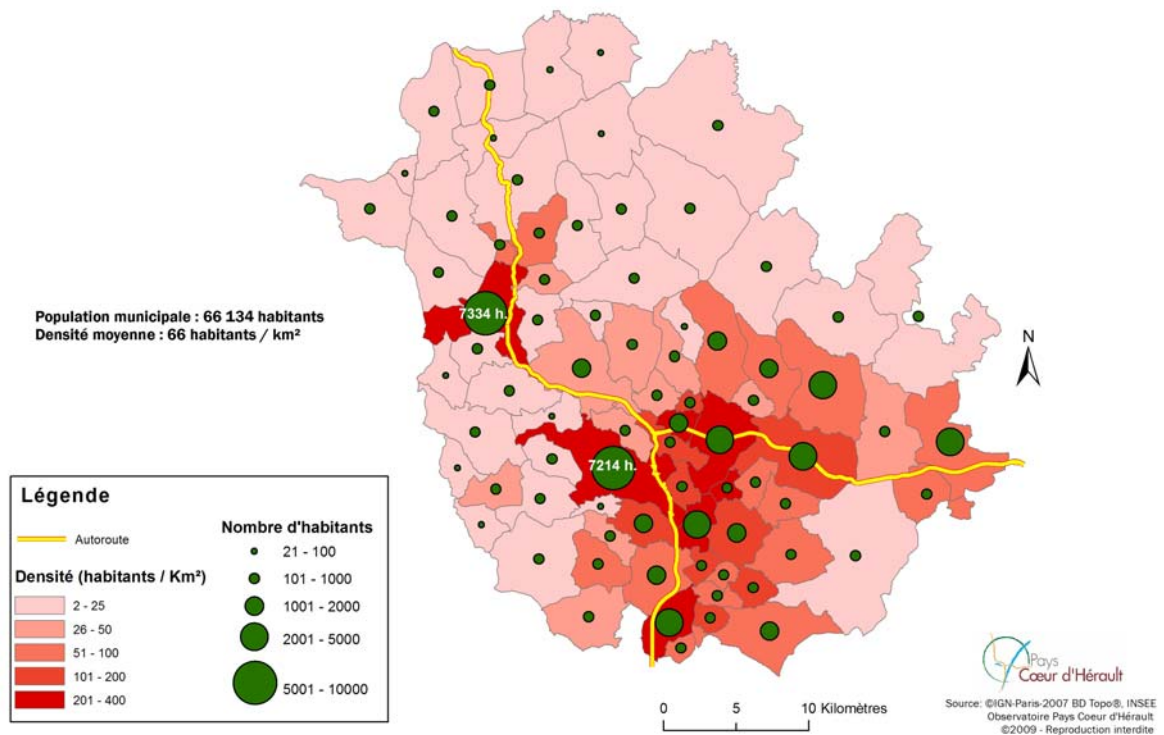 Population municipale : 66 134 habitants
Densité moyenne : 66 habitants / km²
7334 h.
7214 h.
N
Légende
Autoroute
Densité (habitants / Km²)
2 - 25
26 - 50
51 - 100
101 - 200
201 - 400
Nombre d'habitants
21 - 100
101 - 1000
1001 - 2000
2001 - 5000
5001 - 10000
0 5 10 Kilomètres
Pays
Cœur d'Hérault
Source: ©IGN-Paris-2007 BD Topo®, INSEE
Observatoire Pays Coeur d'Hérault
©2009 - Reproduction interdite